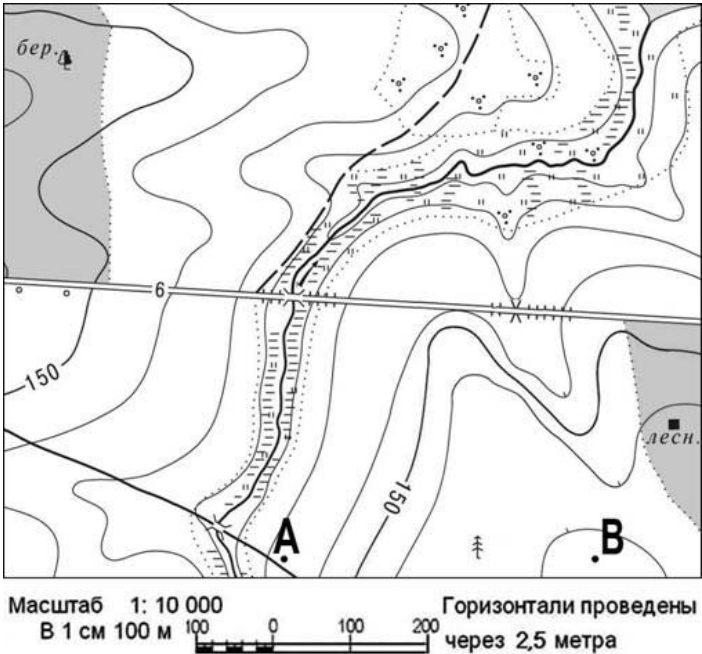 бер.
6
150
лесн.
150
А
В
Масштаб 1: 10 000
В 1 см 100 м
100 0 100 200
Горизонтали проведены
через 2,5 метра